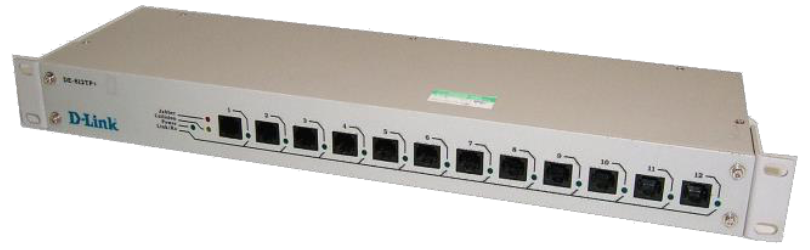 DE-812TP+
D-Link
Jabber
Collision
Power
Link/Rx
1 2 3 4 5 6 7 8 9 10 11 12